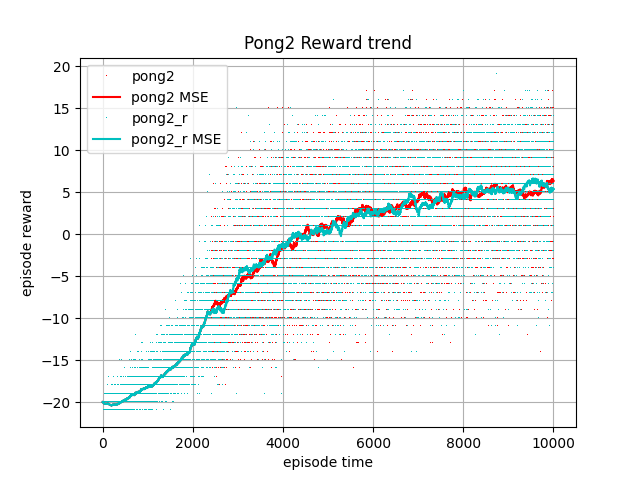 Pong2 Reward trend
20
15
10
5
0
−5
−10
−15
−20
pong2
pong2 MSE
pong2_r
pong2_r MSE
episode reward
0
2000
4000
6000
8000
10000
episode time